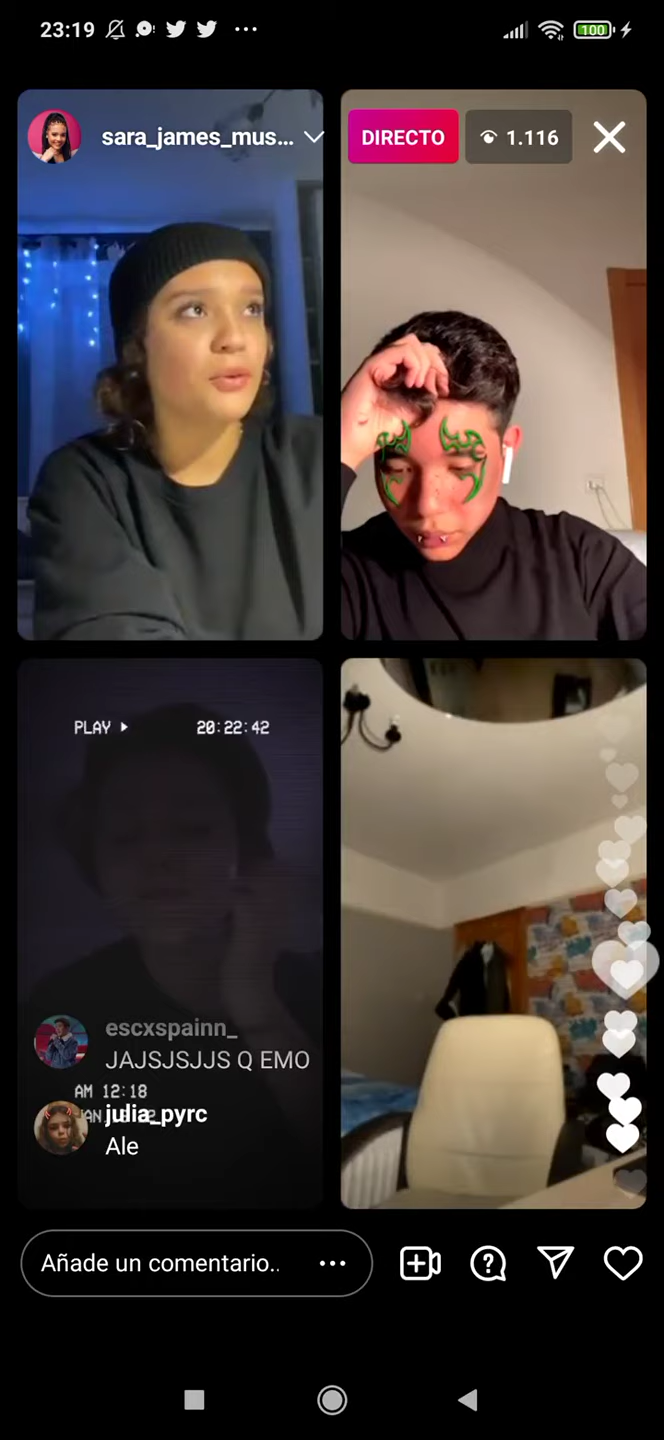 23:19
100
sara_james_mus...
DIRECTO
1.116
PLAY
20:22:42
escxspainn_
JAJSJSJJS Q EMO
AM 12:18
julia_pyrc
Ale
Añade un comentario..